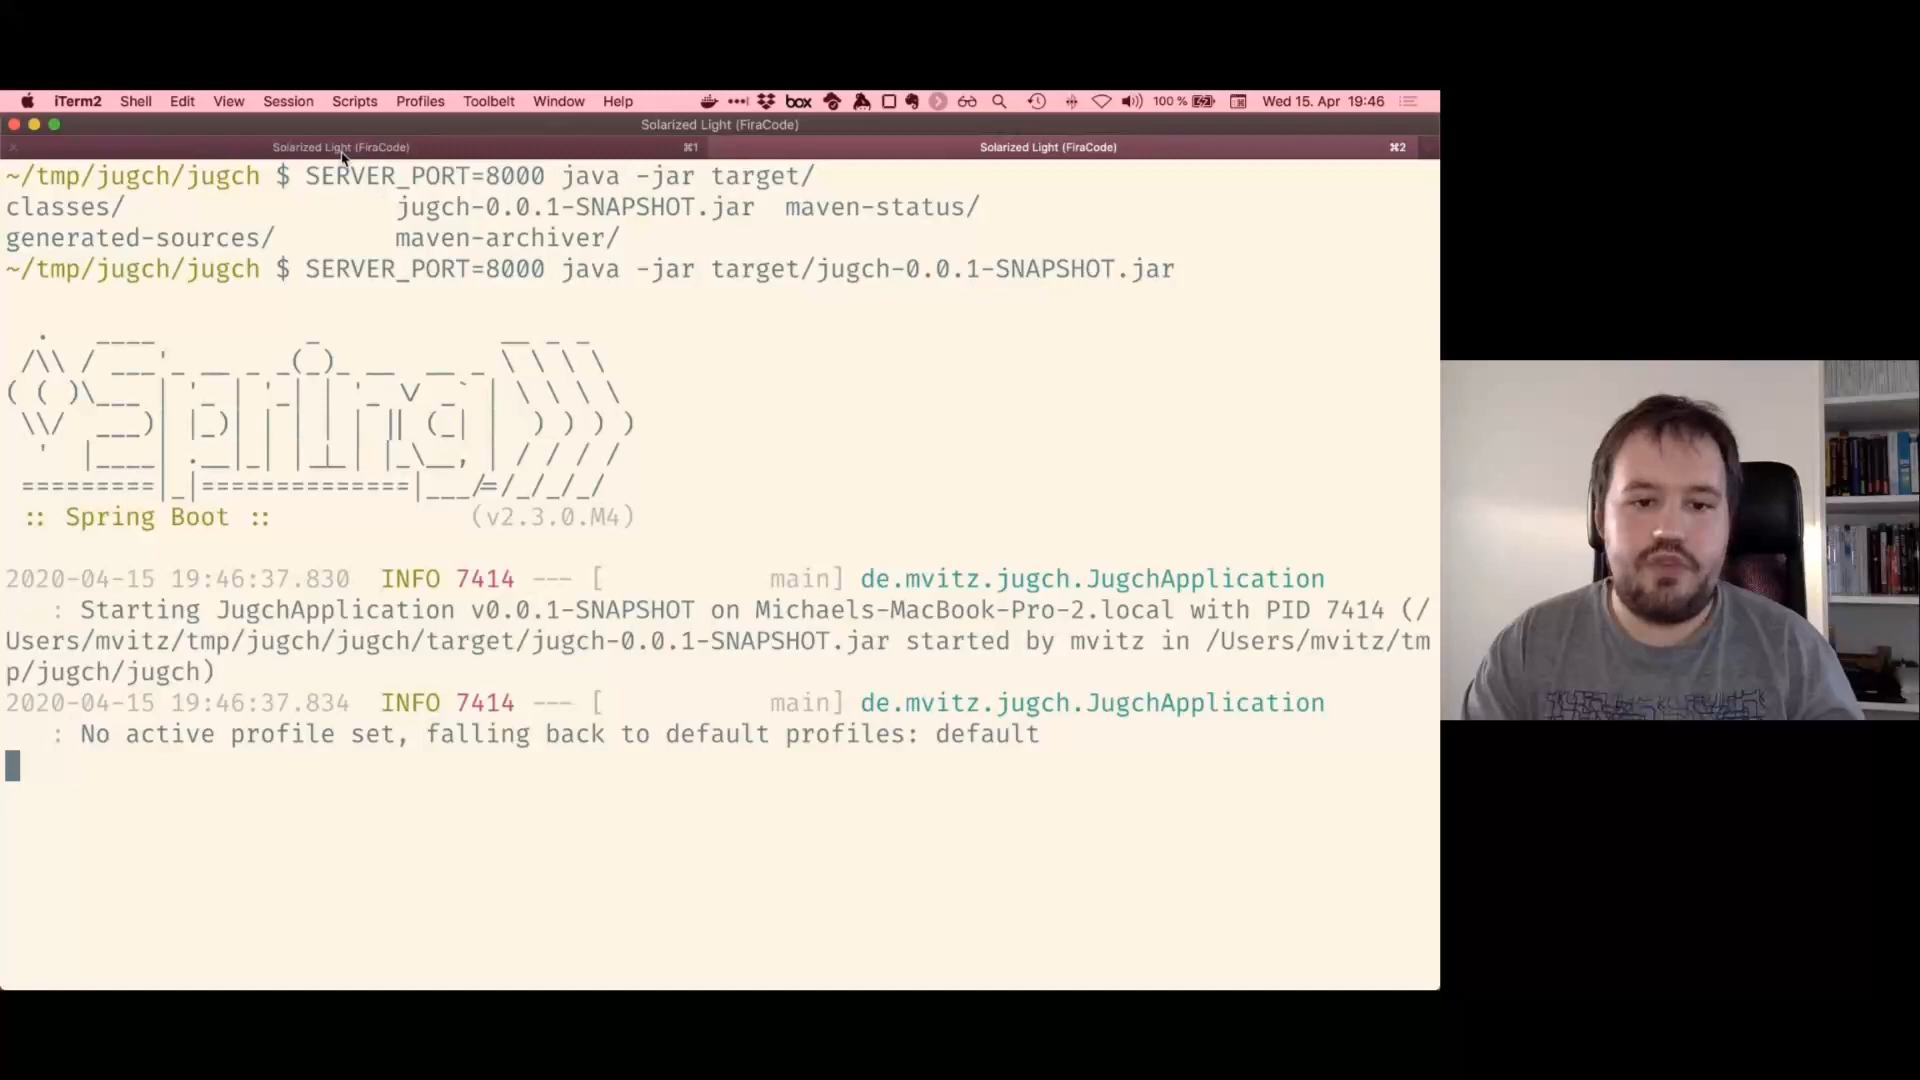 iTerm2 Shell Edit View Session Scripts Profiles Toolbelt Window Help box 100 % Wed 15. Apr 19:46
Solarized Light (FiraCode)
Solarized Light (FiraCode) ⌘1 Solarized Light (FiraCode) ⌘2
~/tmp/jugch/jugch $ SERVER_PORT=8000 java -jar target/
classes/ jugch-0.0.1-SNAPSHOT.jar maven-status/
generated-sources/ maven-archiver/
~/tmp/jugch/jugch $ SERVER_PORT=8000 java -jar target/jugch-0.0.1-SNAPSHOT.jar
Spring
:: Spring Boot :: (v2.3.0.M4)
2020-04-15 19:46:37.830 INFO 7414 --- [ main] de.mvitz.jugch.JugchApplication
: Starting JugchApplication v0.0.1-SNAPSHOT on Michaels-MacBook-Pro-2.local with PID 7414 (/
Users/mvitz/tmp/jugch/jugch/target/jugch-0.0.1-SNAPSHOT.jar started by mvitz in /Users/mvitz/tm
p/jugch/jugch)
2020-04-15 19:46:37.834 INFO 7414 --- [ main] de.mvitz.jugch.JugchApplication
: No active profile set, falling back to default profiles: default